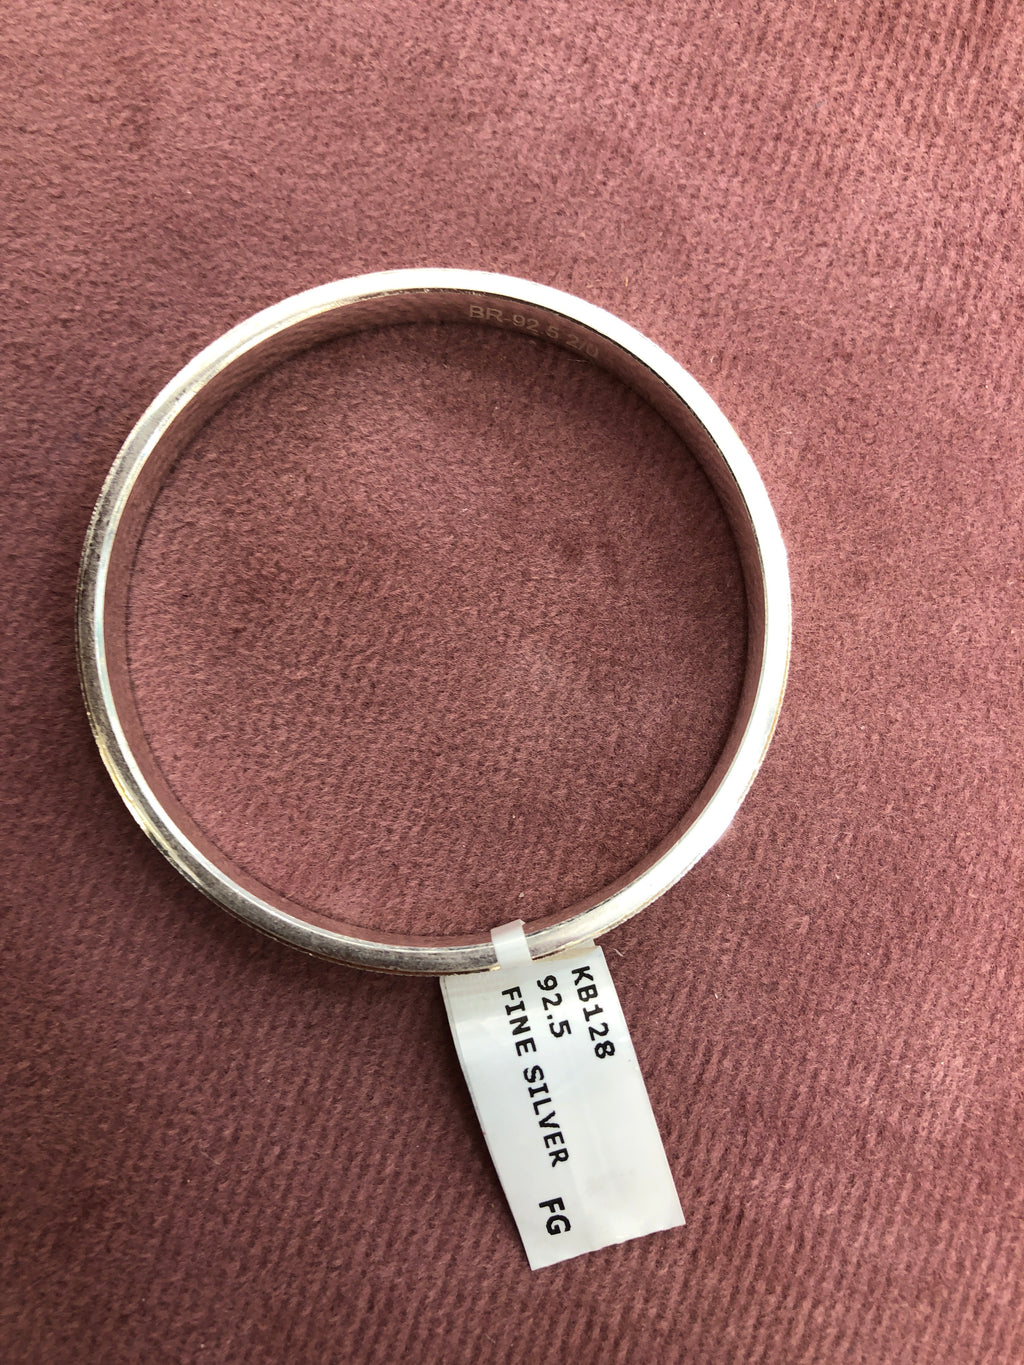 BR-92.5 2/0
KB128
92.5
FINE SILVER FG